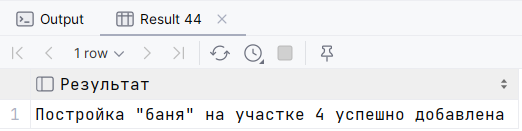 Output
Result 44
1 row
Результат
1
Постройка "баня" на участке 4 успешно добавлена